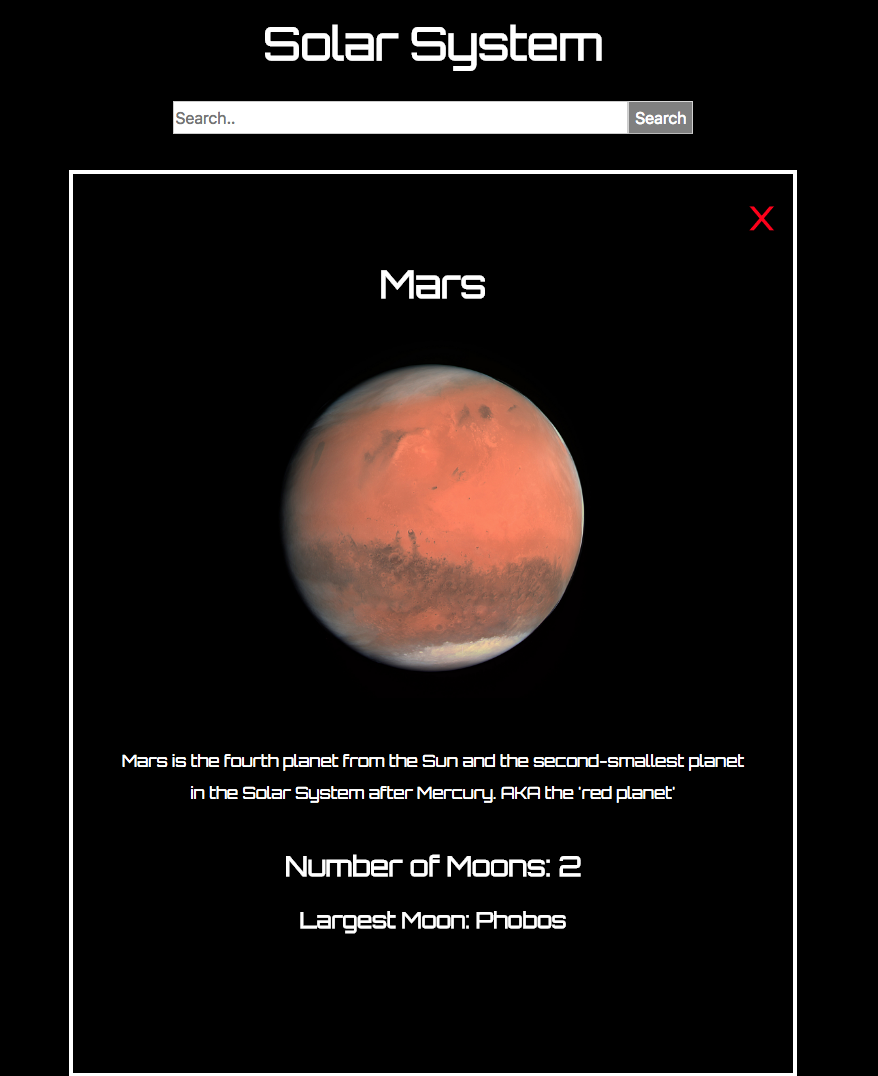 Solar System
Search..
Search
X
Mars
Mars is the fourth planet from the Sun and the second-smallest planet
in the Solar System after Mercury. AKA the 'red planet'
Number of Moons: 2
Largest Moon: Phobos